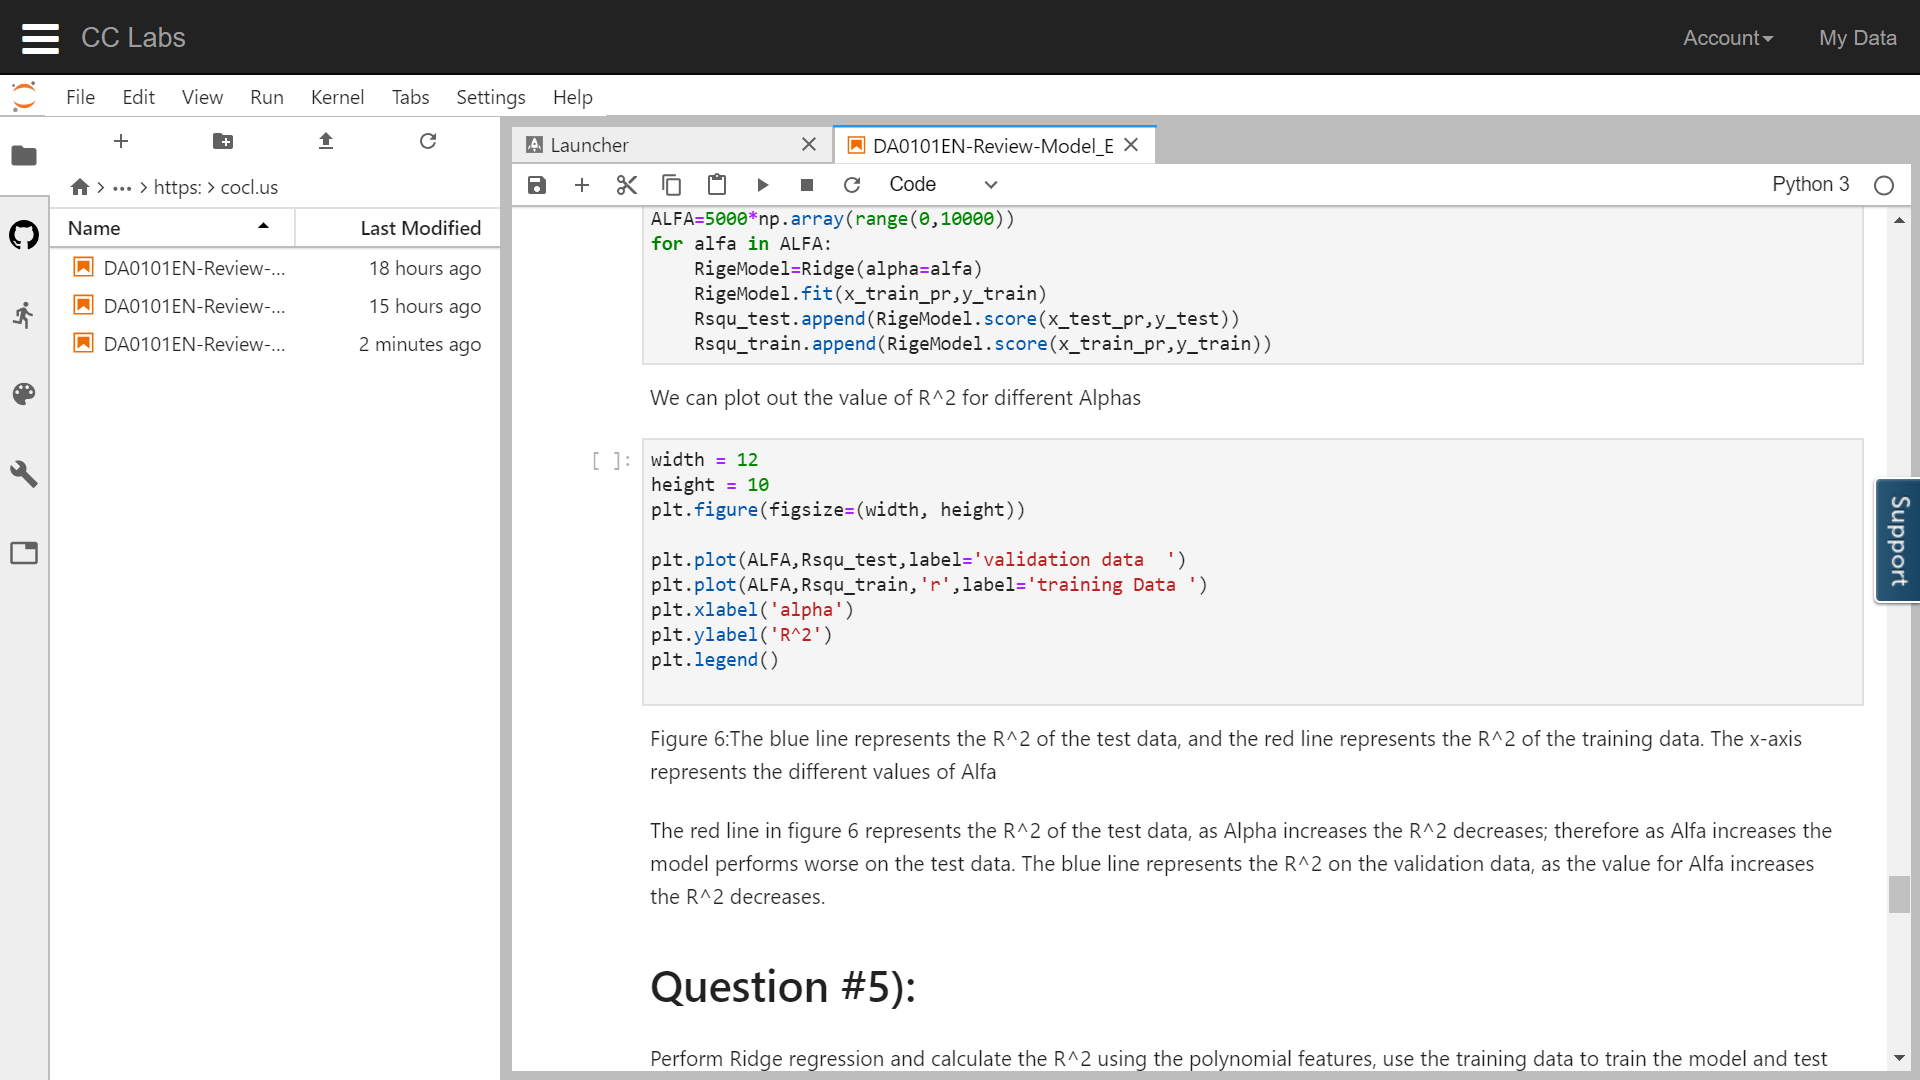 CC Labs
Account
My Data
File Edit View Run Kernel Tabs Settings Help
Launcher
DA0101EN-Review-Model_E
https: cocl.us
Code
Python 3
Name Last Modified
DA0101EN-Review-... 18 hours ago
DA0101EN-Review-... 15 hours ago
DA0101EN-Review-... 2 minutes ago
ALFA=5000*np.array(range(0,10000))
for alfa in ALFA:
    RigeModel=Ridge(alpha=alfa)
    RigeModel.fit(x_train_pr,y_train)
    Rsqu_test.append(RigeModel.score(x_test_pr,y_test))
    Rsqu_train.append(RigeModel.score(x_train_pr,y_train))
We can plot out the value of R^2 for different Alphas
[ ]:
width = 12
height = 10
plt.figure(figsize=(width, height))
plt.plot(ALFA,Rsqu_test,label='validation data  ')
plt.plot(ALFA,Rsqu_train,'r',label='training Data ')
plt.xlabel('alpha')
plt.ylabel('R^2')
plt.legend()
Figure 6:The blue line represents the R^2 of the test data, and the red line represents the R^2 of the training data. The x-axis
represents the different values of Alfa
The red line in figure 6 represents the R^2 of the test data, as Alpha increases the R^2 decreases; therefore as Alfa increases the
model performs worse on the test data. The blue line represents the R^2 on the validation data, as the value for Alfa increases
the R^2 decreases.
Question #5):
Perform Ridge regression and calculate the R^2 using the polynomial features, use the training data to train the model and test
Support